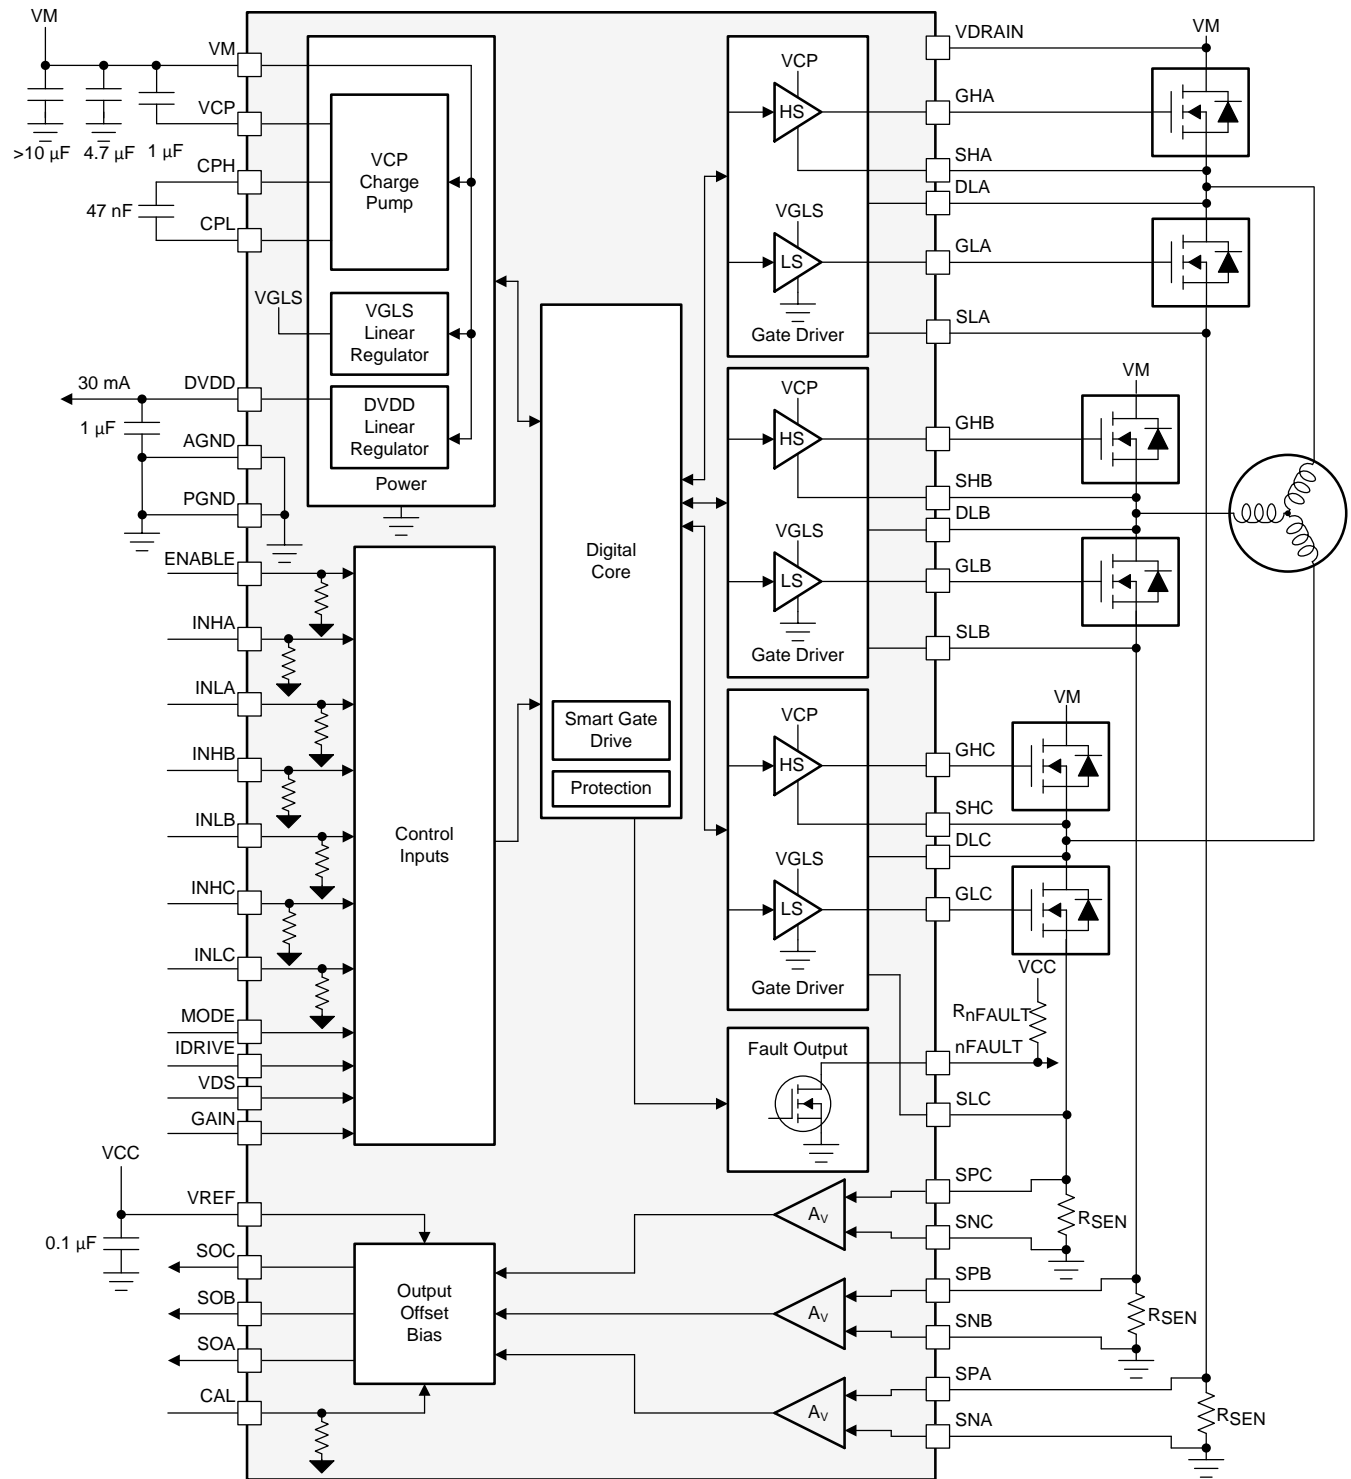 VM
VM
VCP
>10 µF
4.7 µF
1 µF
CPH
47 nF
CPL
VCP
Charge
Pump
VGLS
VGLS
Linear
Regulator
30 mA
DVDD
1 µF
DVDD
Linear
Regulator
AGND
PGND
Power
ENABLE
INHA
INLA
INHB
INLB
INHC
INLC
MODE
IDRIVE
VDS
GAIN
Control
Inputs
Digital
Core
Smart Gate
Drive
Protection
VCP
HS
VGLS
LS
Gate Driver
VCP
HS
VGLS
LS
Gate Driver
VCP
HS
VGLS
LS
Gate Driver
Fault Output
VDRAIN
VM
GHA
SHA
DLA
GLA
SLA
VM
GHB
SHB
DLB
GLB
SLB
VM
GHC
SHC
DLC
GLC
VCC
RnFAULT
nFAULT
SLC
SPC
SNC
RSEN
SPB
SNB
RSEN
SPA
SNA
RSEN
AV
AV
AV
VCC
VREF
0.1 µF
SOC
SOB
SOA
CAL
Output
Offset
Bias